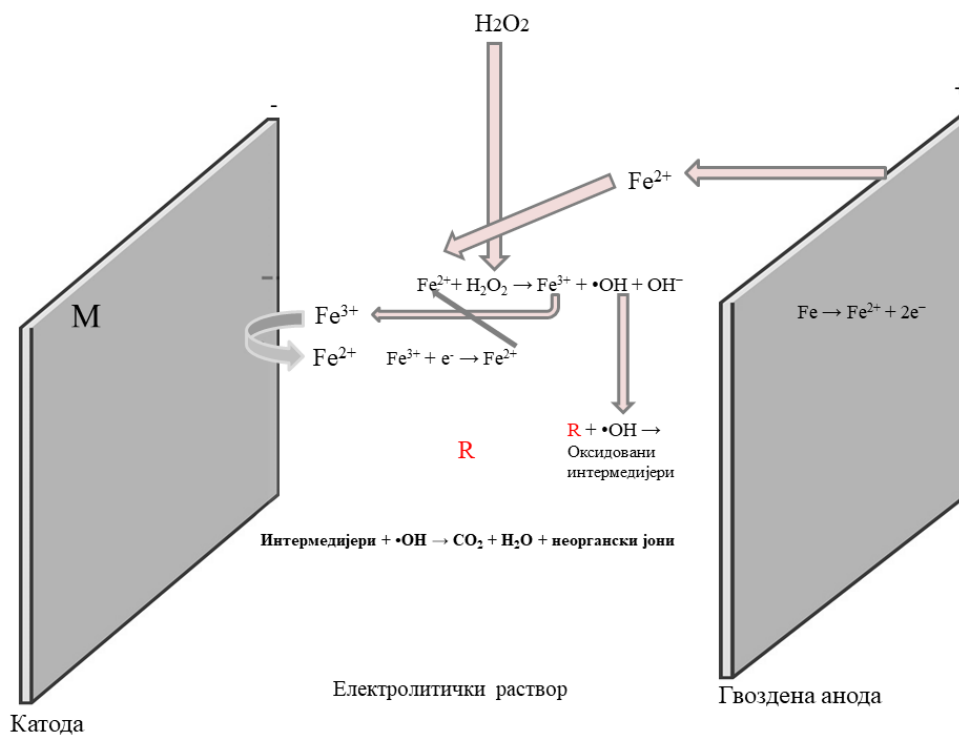 H2O2
-
+
Fe²⁺
Fe²⁺ + H₂O₂ → Fe³⁺ + •OH + OH⁻
M
Fe³⁺
Fe → Fe²⁺ + 2e⁻
Fe²⁺
Fe³⁺ + e⁻ → Fe²⁺
R
R + •OH →
Оксидовани
интермедијери
Интермедијери + •OH → CO₂ + H₂O + неоргански јони
Електролитички раствор
Гвоздена анода
Катода